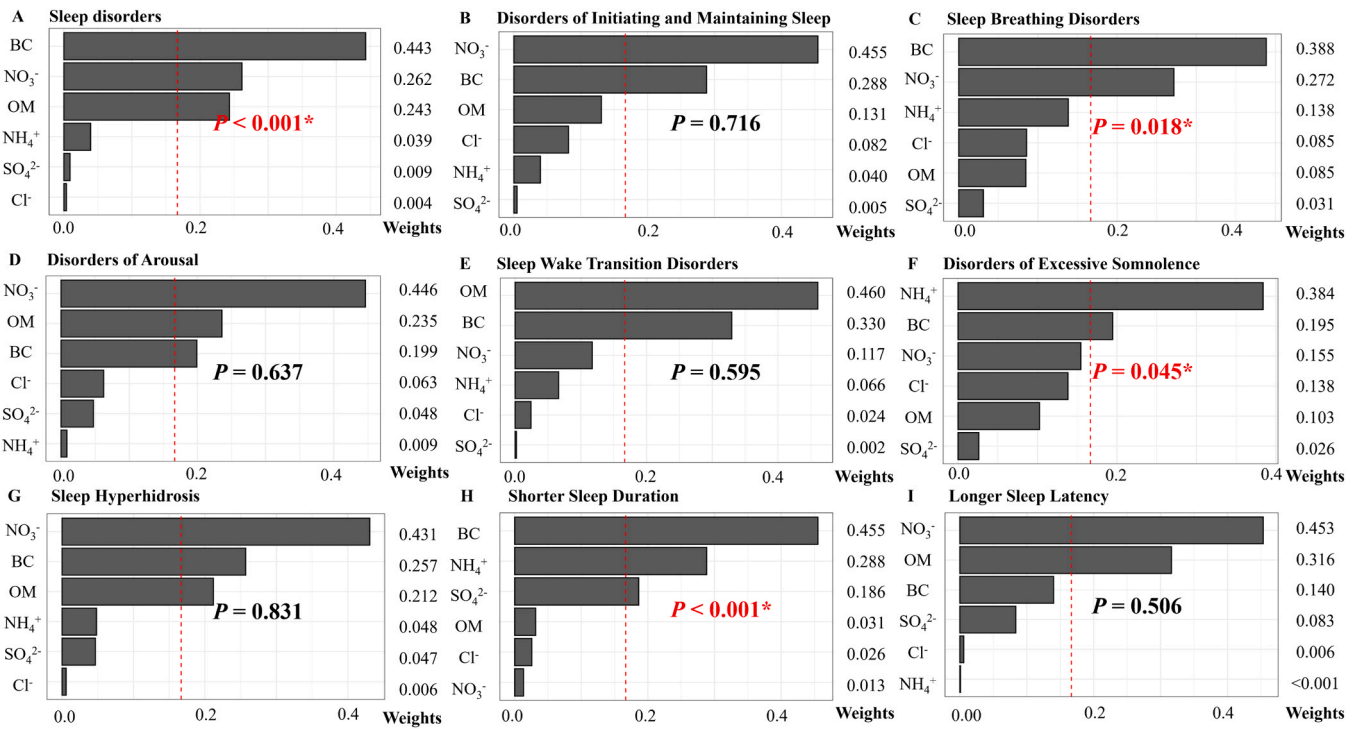 A Sleep disorders
BC 0.443
NO₃⁻ 0.262
OM 0.243
P < 0.001*
NH₄⁺ 0.039
SO₄²⁻ 0.009
Cl⁻ 0.004
0.0 0.2 0.4 Weights
B Disorders of Initiating and Maintaining Sleep
NO₃⁻ 0.455
BC 0.288
OM 0.131
P = 0.716
Cl⁻ 0.082
NH₄⁺ 0.040
SO₄²⁻ 0.005
0.0 0.2 0.4 Weights
C Sleep Breathing Disorders
BC 0.388
NO₃⁻ 0.272
NH₄⁺ 0.138
P = 0.018*
Cl⁻ 0.085
OM 0.085
SO₄²⁻ 0.031
0.0 0.2 0.4 Weights
D Disorders of Arousal
NO₃⁻ 0.446
OM 0.235
BC 0.199
P = 0.637
Cl⁻ 0.063
SO₄²⁻ 0.048
NH₄⁺ 0.009
0.0 0.2 0.4 Weights
E Sleep Wake Transition Disorders
OM 0.460
BC 0.330
NO₃⁻ 0.117
P = 0.595
NH₄⁺ 0.066
Cl⁻ 0.024
SO₄²⁻ 0.002
0.0 0.2 0.4 Weights
F Disorders of Excessive Somnolence
NH₄⁺ 0.384
BC 0.195
NO₃⁻ 0.155
P = 0.045*
Cl⁻ 0.138
OM 0.103
SO₄²⁻ 0.026
0.0 0.2 0.4 Weights
G Sleep Hyperhidrosis
NO₃⁻ 0.431
BC 0.257
OM 0.212
P = 0.831
NH₄⁺ 0.048
SO₄²⁻ 0.047
Cl⁻ 0.006
0.0 0.2 0.4 Weights
H Shorter Sleep Duration
BC 0.455
NH₄⁺ 0.288
SO₄²⁻ 0.186
P < 0.001*
OM 0.031
Cl⁻ 0.026
NO₃⁻ 0.013
0.0 0.2 0.4 Weights
I Longer Sleep Latency
NO₃⁻ 0.453
OM 0.316
BC 0.140
P = 0.506
SO₄²⁻ 0.083
Cl⁻ 0.006
NH₄⁺ <0.001
0.00 0.2 0.4 Weights